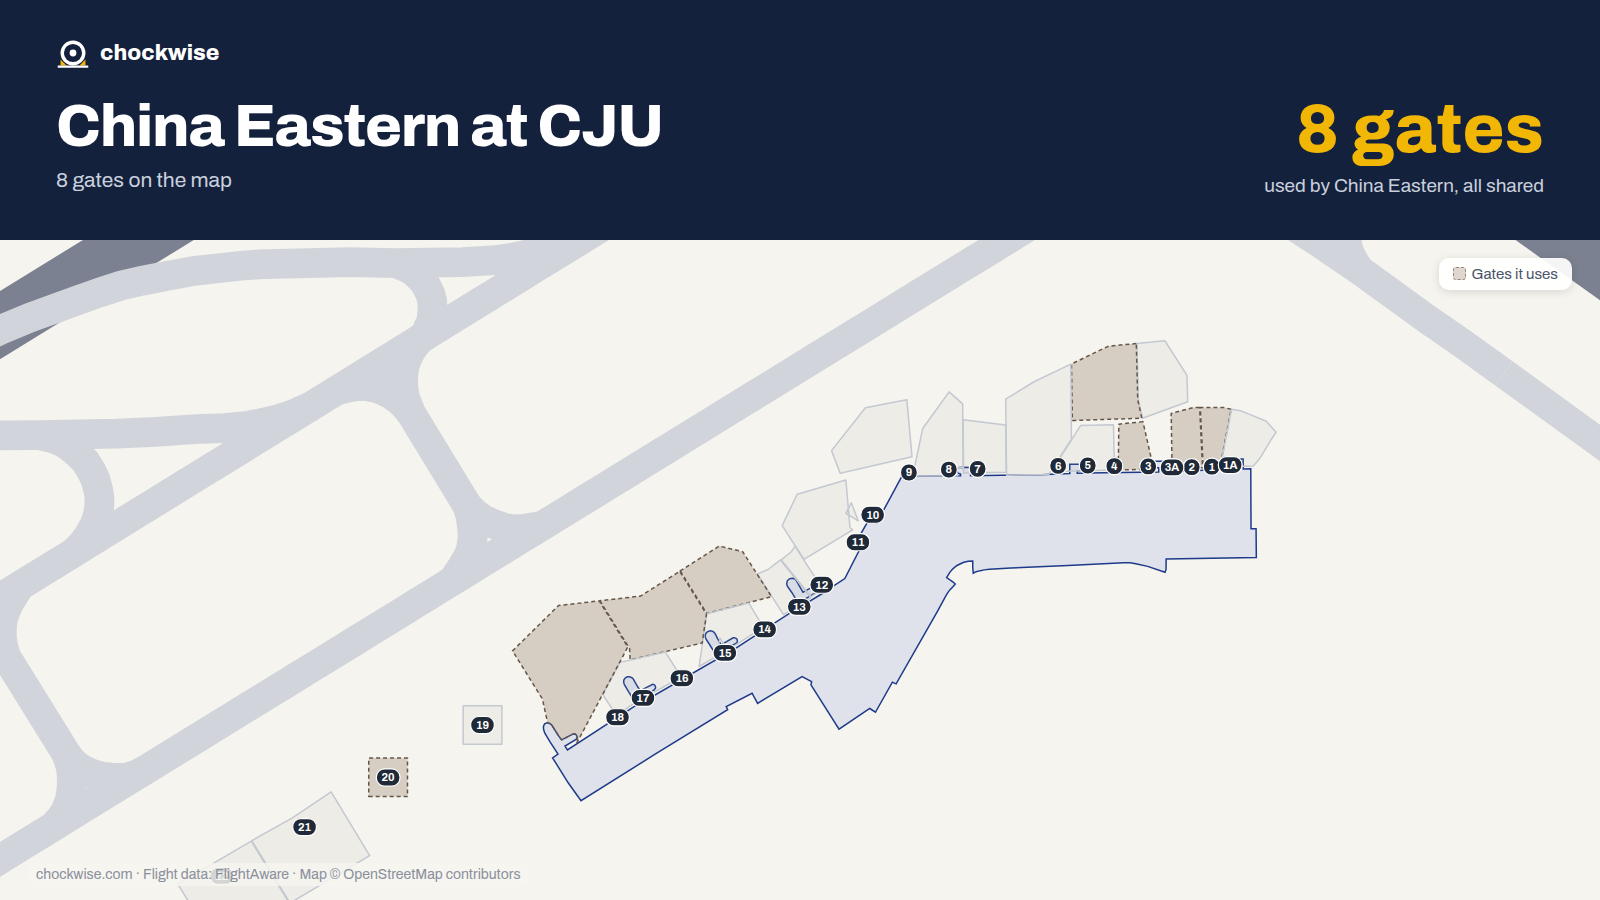 chockwise
China Eastern at CJU
8 gates on the map
8 gates
used by China Eastern, all shared
Gates it uses
9
8
7
6
5
4
3
3A
2
1
1A
10
11
12
13
14
15
16
17
18
19
20
21
chockwise.com · Flight data: FlightAware · Map © OpenStreetMap contributors